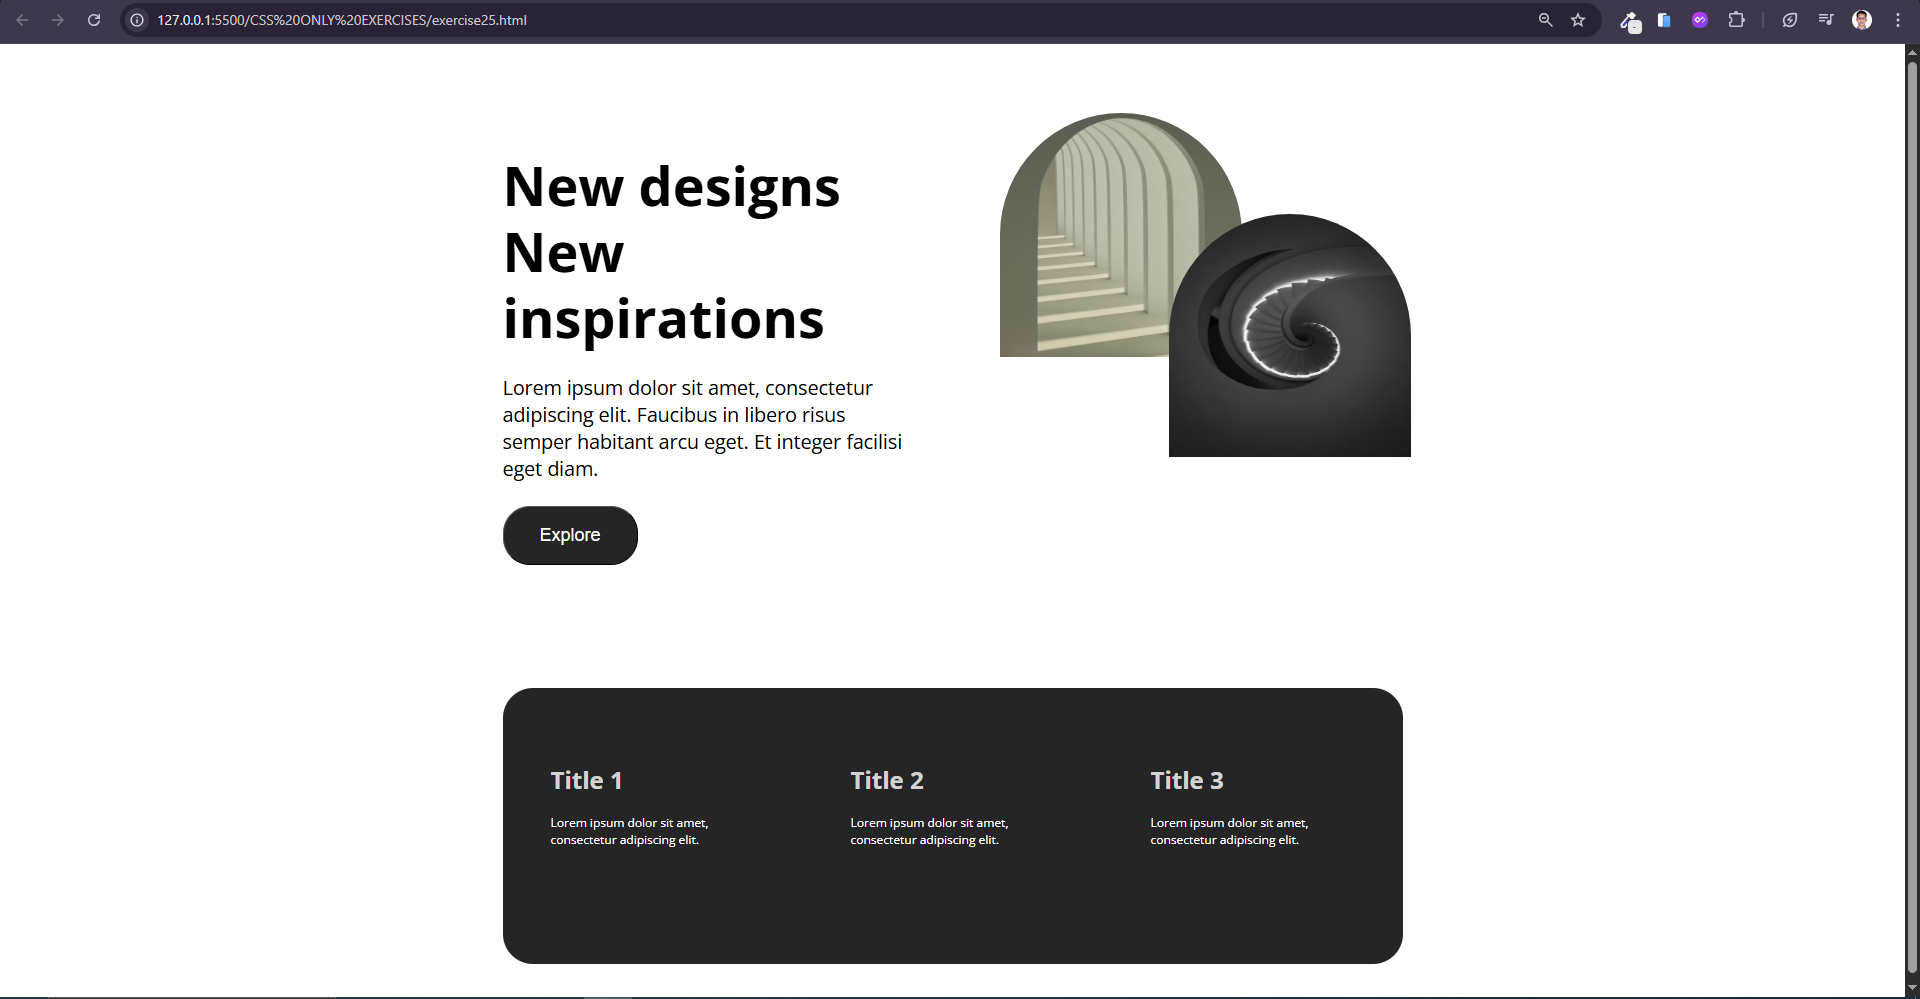 127.0.0.1:5500/CSS%20ONLY%20EXERCISES/exercise25.html
New designs
New
inspirations
Lorem ipsum dolor sit amet, consectetur
adipiscing elit. Faucibus in libero risus
semper habitant arcu eget. Et integer facilisi
eget diam.
Explore
Title 1
Lorem ipsum dolor sit amet,
consectetur adipiscing elit.
Title 2
Lorem ipsum dolor sit amet,
consectetur adipiscing elit.
Title 3
Lorem ipsum dolor sit amet,
consectetur adipiscing elit.